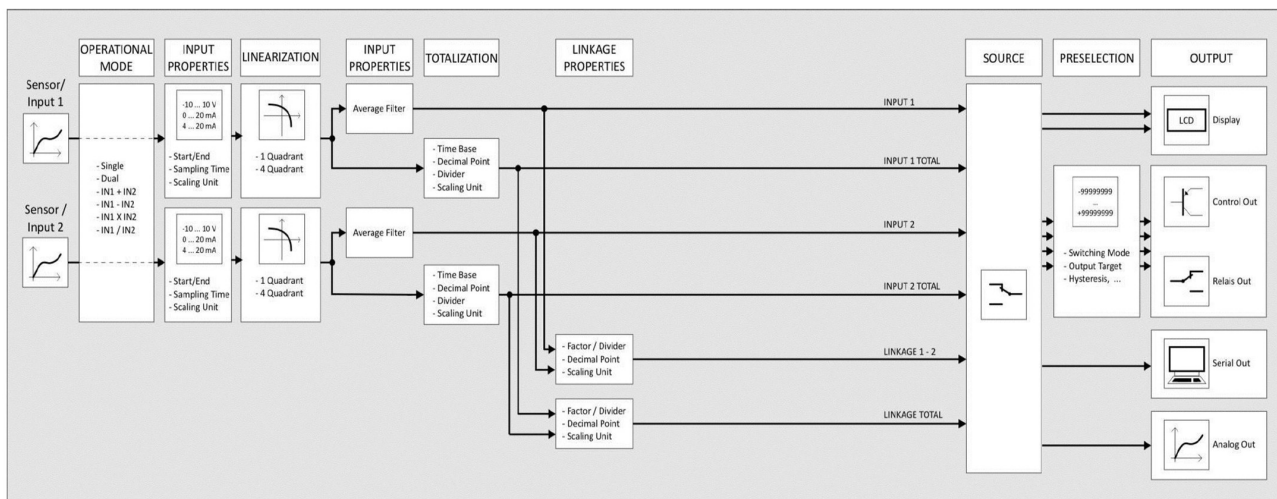 OPERATIONAL
MODE
INPUT
PROPERTIES
LINEARIZATION
INPUT
PROPERTIES
TOTALIZATION
LINKAGE
PROPERTIES
SOURCE
PRESELECTION
OUTPUT
Sensor/
Input 1
- Single
- Dual
- IN1 + IN2
- IN1 - IN2
- IN1 X IN2
- IN1 / IN2
-10 ... 10 V
0 ... 20 mA
4 ... 20 mA
- Start/End
- Sampling Time
- Scaling Unit
- 1 Quadrant
- 4 Quadrant
Average Filter
- Time Base
- Decimal Point
- Divider
- Scaling Unit
INPUT 1
INPUT 1 TOTAL
Sensor /
Input 2
-10 ... 10 V
0 ... 20 mA
4 ... 20 mA
- Start/End
- Sampling Time
- Scaling Unit
- 1 Quadrant
- 4 Quadrant
Average Filter
- Time Base
- Decimal Point
- Divider
- Scaling Unit
INPUT 2
INPUT 2 TOTAL
- Factor / Divider
- Decimal Point
- Scaling Unit
LINKAGE 1 - 2
- Factor / Divider
- Decimal Point
- Scaling Unit
LINKAGE TOTAL
-99999999
...
+99999999
- Switching Mode
- Output Target
- Hysteresis, ...
LCD
Display
Control Out
Relais Out
Serial Out
Analog Out